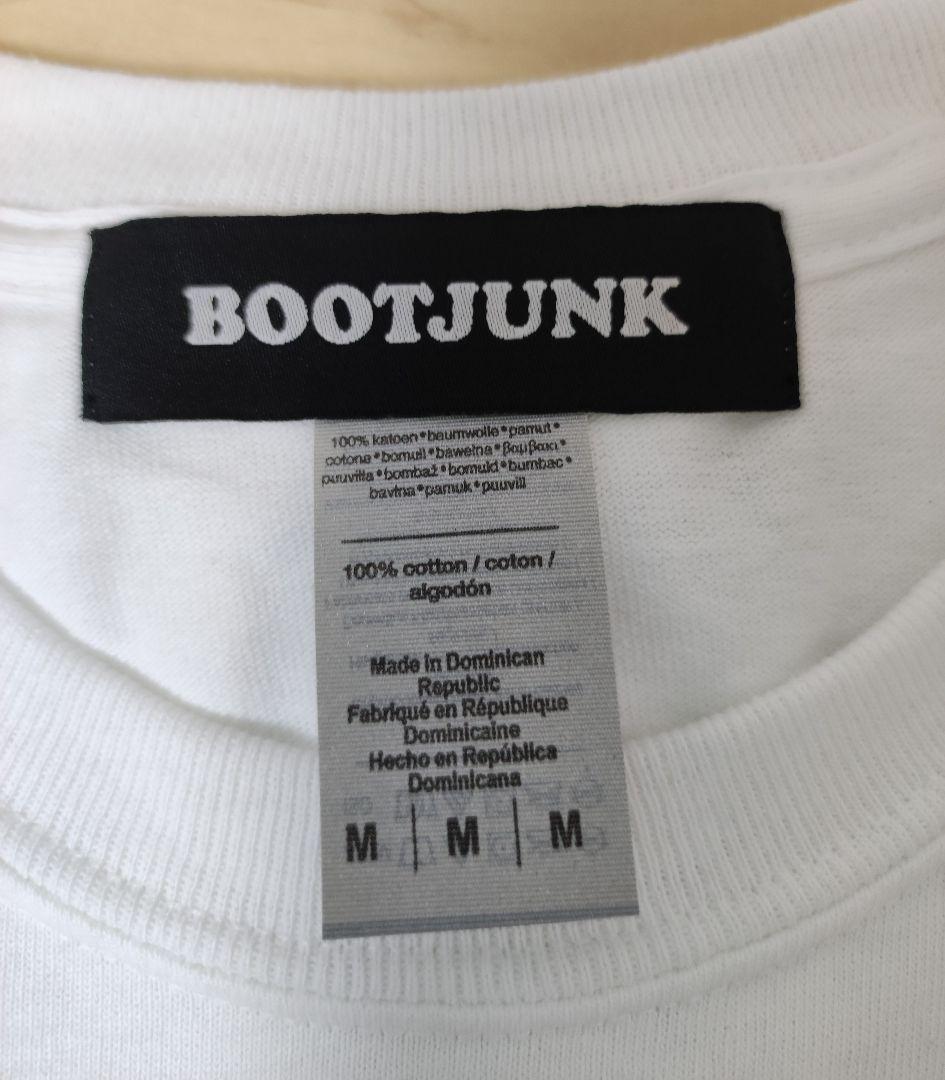 BOOTJUNK
100% katoen•baumwolle•pamut•
cotone•bomull•bawełna•βαμβακι•
puuvilla•bombaž•bomuld•bumbac•
bavlna•pamuk•puuvill
100% cotton / coton /
algodón
Made in Dominican
Republic
Fabriqué en République
Dominicaine
Hecho en República
Dominicana
M | M | M